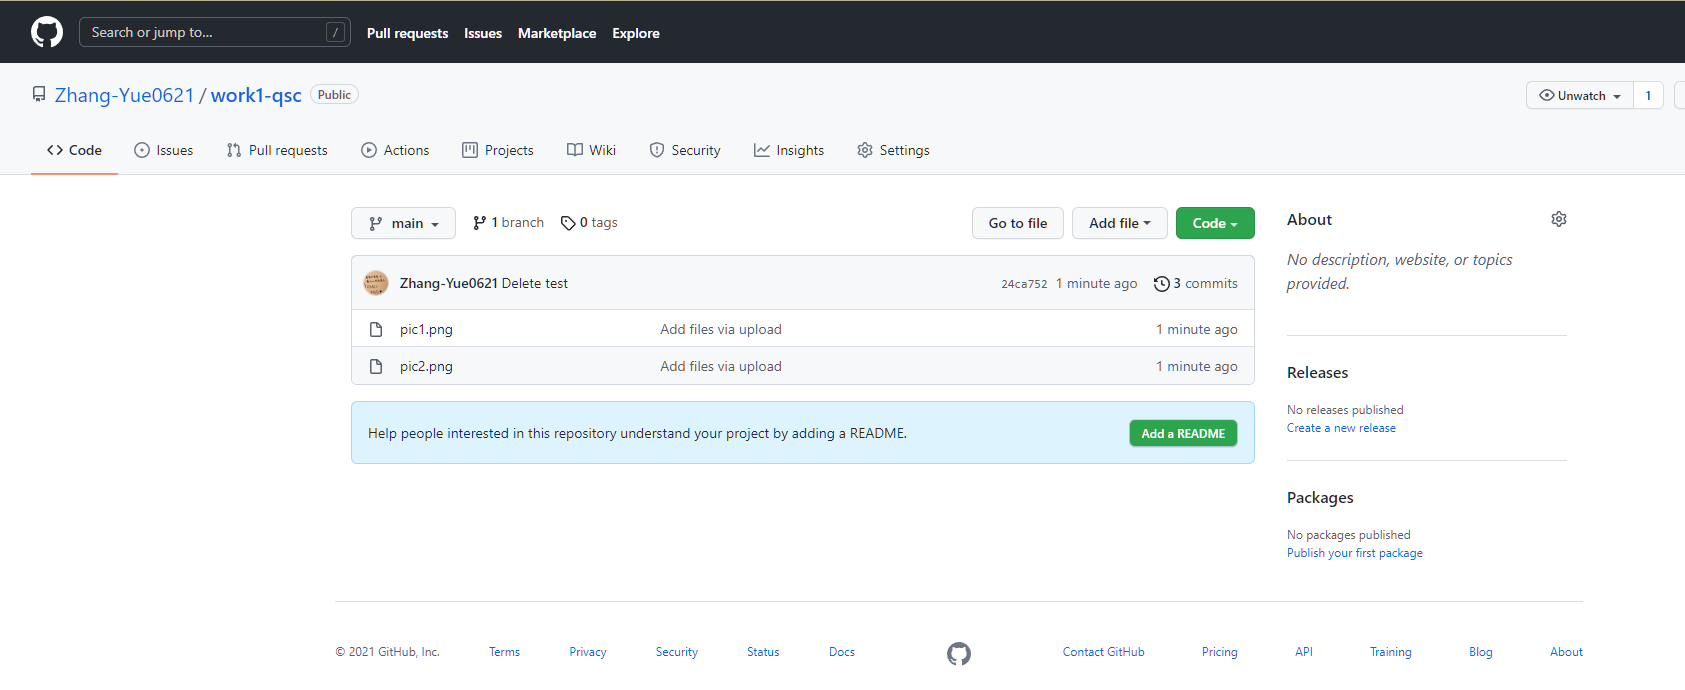 Search or jump to... /
Pull requests Issues Marketplace Explore
Zhang-Yue0621 / work1-qsc Public
Unwatch 1
Code Issues Pull requests Actions Projects Wiki Security Insights Settings
main 1 branch 0 tags Go to file Add file Code
Zhang-Yue0621 Delete test 24ca752 1 minute ago 3 commits
pic1.png Add files via upload 1 minute ago
pic2.png Add files via upload 1 minute ago
Help people interested in this repository understand your project by adding a README. Add a README
About
No description, website, or topics
provided.
Releases
No releases published
Create a new release
Packages
No packages published
Publish your first package
© 2021 GitHub, Inc. Terms Privacy Security Status Docs Contact GitHub Pricing API Training Blog About